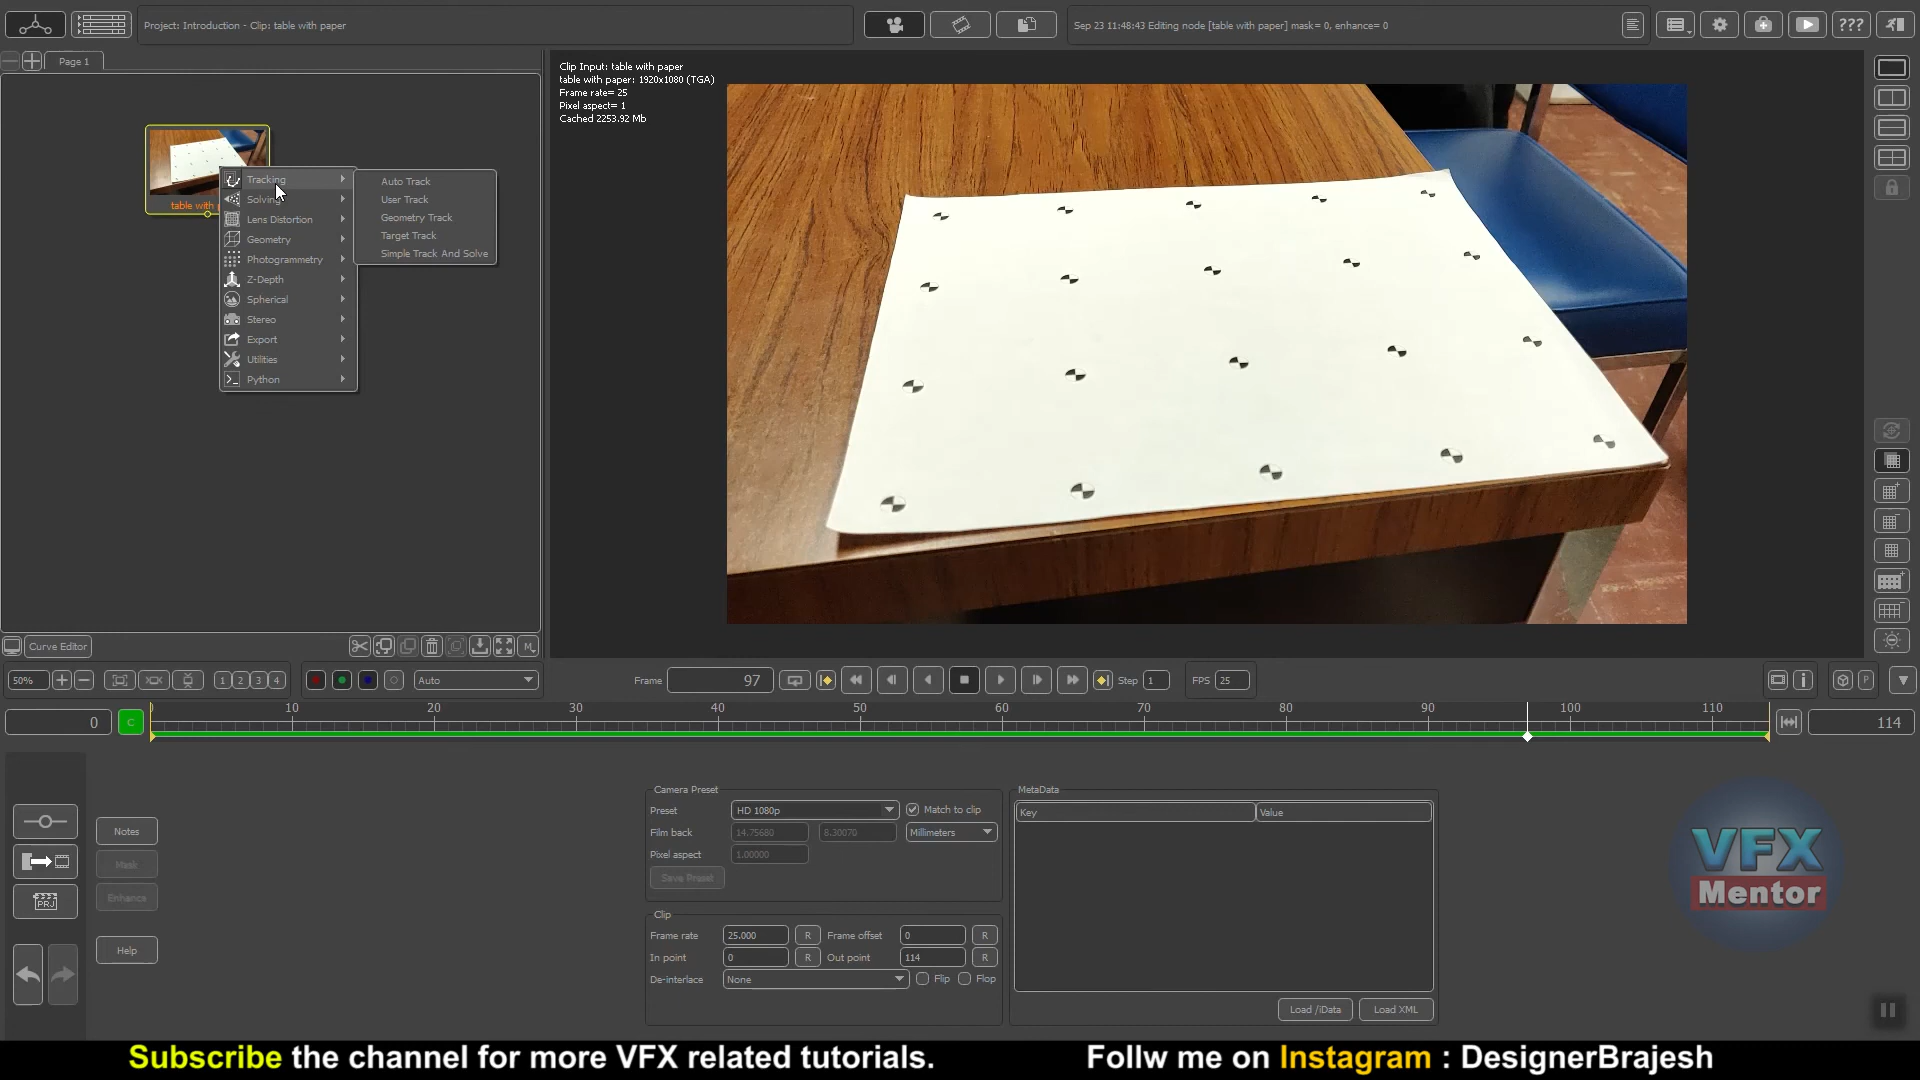 Project: Introduction - Clip: table with paper
Sep 23 11:48:43 Editing node [table with paper] mask= 0, enhance= 0
???
Page 1
Clip Input: table with paper
table with paper: 1920x1080 (TGA)
Frame rate= 25
Pixel aspect= 1
Cached 2253.92 Mb
table with
Tracking
Solving
Lens Distortion
Geometry
Photogrammetry
Z-Depth
Spherical
Stereo
Export
Utilities
Python
Auto Track
User Track
Geometry Track
Target Track
Simple Track And Solve
Curve Editor
M
50%
1 2 3 4
Auto
Frame 97
Step 1
FPS 25
P
0
C
10 20 30 40 50 60 70 80 90 100 110
114
PRJ
Notes
Mask
Enhance
Help
Camera Preset
Preset HD 1080p Match to clip
Film back 14.75680 8.30070 Millimeters
Pixel aspect 1.00000
Save Preset
Clip
Frame rate 25.000 R Frame offset 0 R
In point 0 R Out point 114 R
De-interlace None Flip Flop
MetaData
Key Value
Load /iData Load XML
VFX
Mentor
Subscribe the channel for more VFX related tutorials.
Follw me on Instagram : DesignerBrajesh